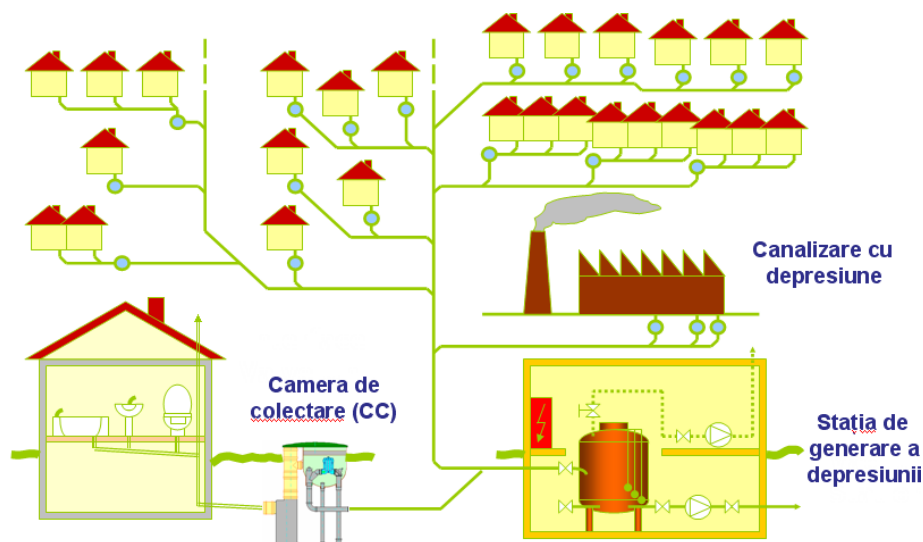 Canalizare cu
depresiune
Camera de
colectare (CC)
Stația de
generare a
depresiunii